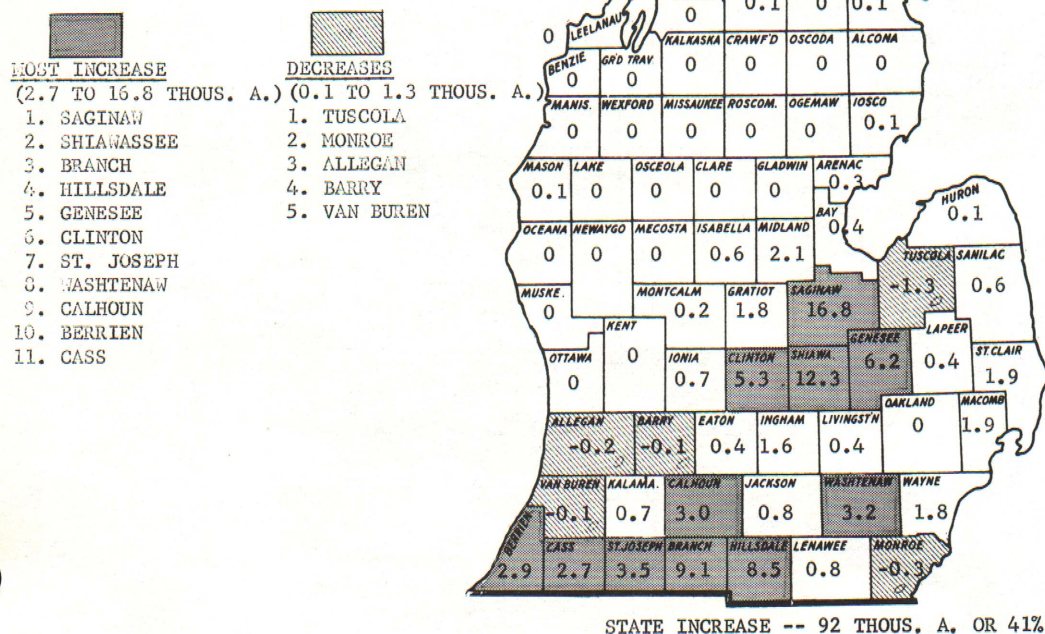 MOST INCREASE
(2.7 TO 16.8 THOUS. A.)
1. SAGINAW
2. SHIAWASSEE
3. BRANCH
4. HILLSDALE
5. GENESEE
6. CLINTON
7. ST. JOSEPH
8. WASHTENAW
9. CALHOUN
10. BERRIEN
11. CASS
DECREASES
(0.1 TO 1.3 THOUS. A.)
1. TUSCOLA
2. MONROE
3. ALLEGAN
4. BARRY
5. VAN BUREN
0 0.1 0 0.1
0 LEELANAU
BENZIE GR'D TRAV. KALKASKA CRAWF'D OSCODA ALCONA
0 0 0 0 0 0
MANIS. WEXFORD MISSAUKEE ROSCOM. OGEMAW IOSCO
0 0 0 0 0 0.1
MASON LAKE OSCEOLA CLARE GLADWIN ARENAC
0.1 0 0 0 0 0.3
HURON
0.1
BAY
0.4
OCEANA NEWAYGO MECOSTA ISABELLA MIDLAND
0 0 0 0.6 2.1
TUSCOLA SANILAC
-1.3 0.6
MUSKE. MONTCALM GRATIOT SAGINAW
0 0.2 1.8 16.8
KENT GENESEE LAPEER
0 6.2 0.4
OTTAWA IONIA CLINTON SHIAWA. ST.CLAIR
0 0.7 5.3 12.3 1.9
ALLEGAN BARRY EATON INGHAM LIVINGST'N OAKLAND MACOMB
-0.2 -0.1 0.4 1.6 0.4 0 1.9
VAN BUREN KALAMA. CALHOUN JACKSON WASHTENAW WAYNE
-0.1 0.7 3.0 0.8 3.2 1.8
BERRIEN CASS ST.JOSEPH BRANCH HILLSDALE LENAWEE MONROE
2.9 2.7 3.5 9.1 8.5 0.8 -0.3
STATE INCREASE -- 92 THOUS. A. OR 41%